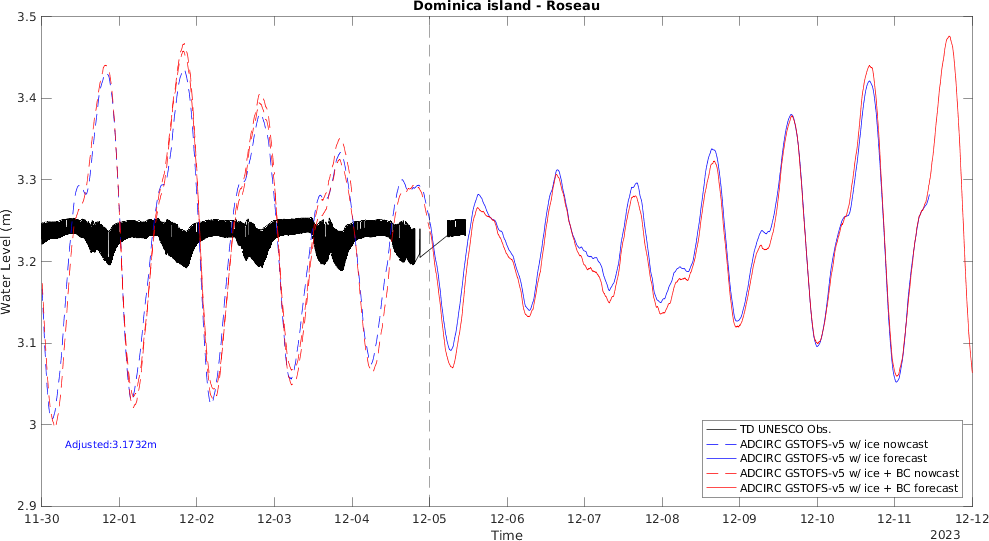 Dominica island - Roseau
3.5
3.4
3.3
3.2
3.1
3
2.9
Water Level (m)
Adjusted:3.1732m
TD UNESCO Obs.
ADCIRC GSTOFS-v5 w/ ice nowcast
ADCIRC GSTOFS-v5 w/ ice forecast
ADCIRC GSTOFS-v5 w/ ice + BC nowcast
ADCIRC GSTOFS-v5 w/ ice + BC forecast
11-30 12-01 12-02 12-03 12-04 12-05 12-06 12-07 12-08 12-09 12-10 12-11 12-12
Time
2023